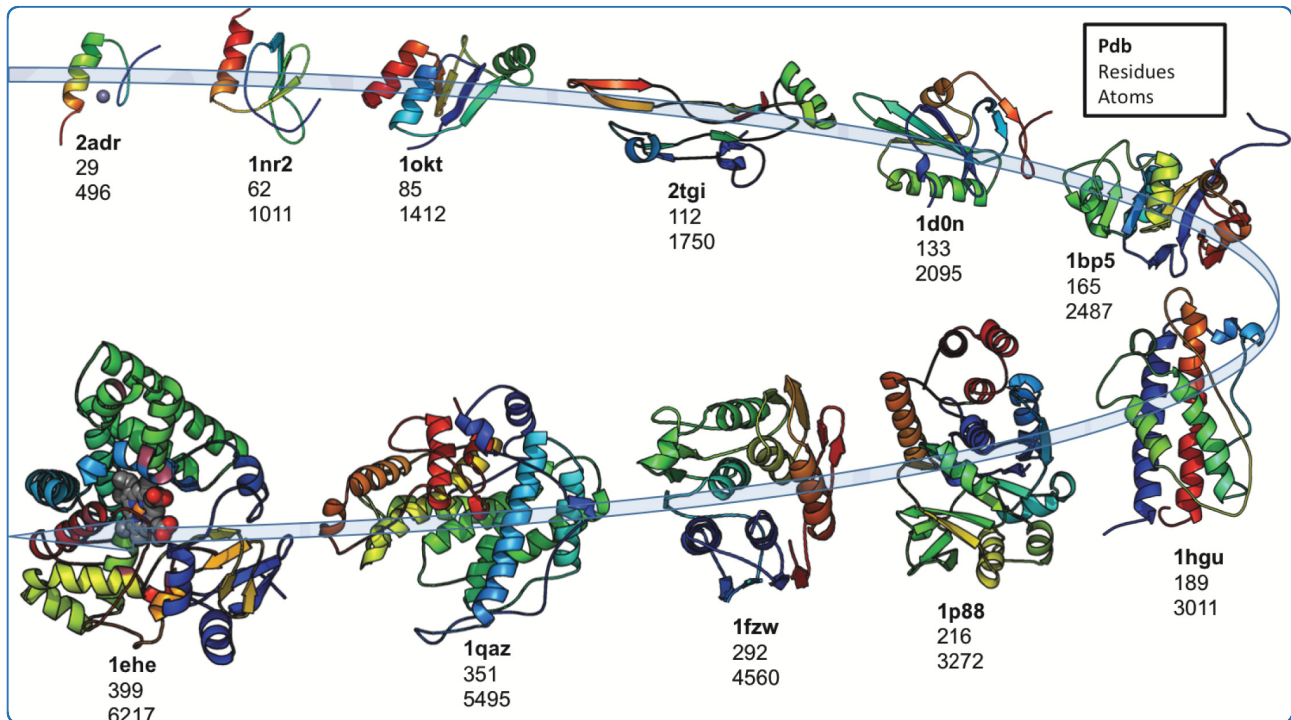 Pdb
Residues
Atoms
2adr
29
496
1nr2
62
1011
1okt
85
1412
2tgi
112
1750
1d0n
133
2095
1bp5
165
2487
1hgu
189
3011
1p88
216
3272
1fzw
292
4560
1qaz
351
5495
1ehe
399
6217